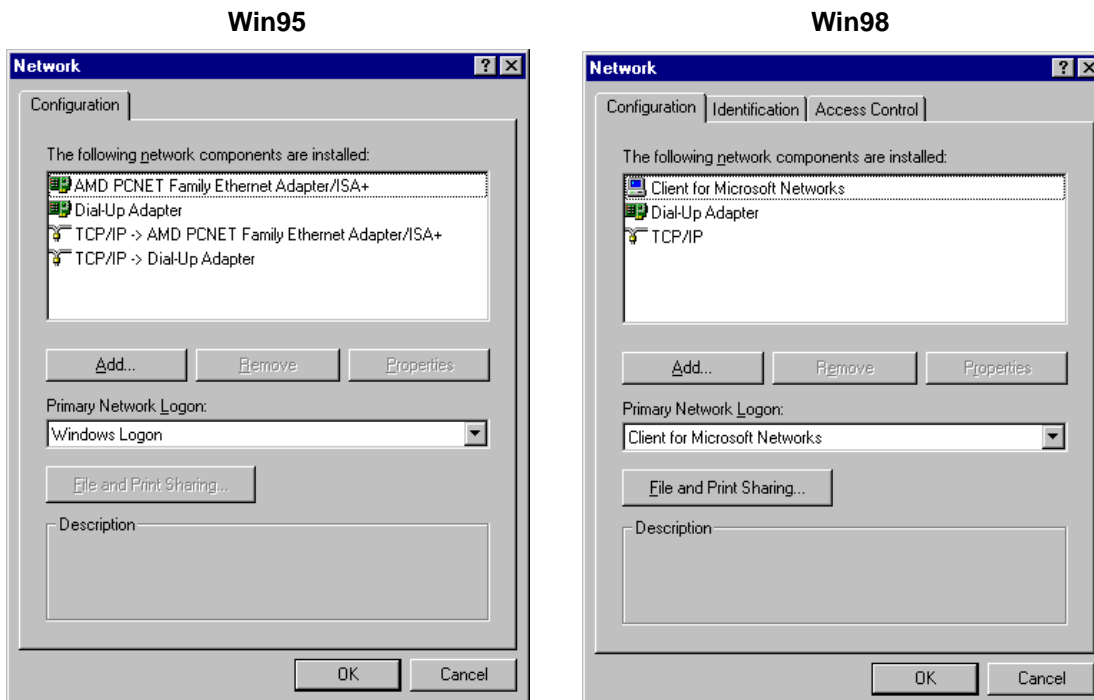 Win95
Network
Configuration
The following network components are installed:
AMD PCNET Family Ethernet Adapter/ISA+
Dial-Up Adapter
TCP/IP -> AMD PCNET Family Ethernet Adapter/ISA+
TCP/IP -> Dial-Up Adapter
Add...
Remove
Properties
Primary Network Logon:
Windows Logon
File and Print Sharing...
Description
OK
Cancel
Win98
Network
Configuration
Identification
Access Control
The following network components are installed:
Client for Microsoft Networks
Dial-Up Adapter
TCP/IP
Add...
Remove
Properties
Primary Network Logon:
Client for Microsoft Networks
File and Print Sharing...
Description
OK
Cancel